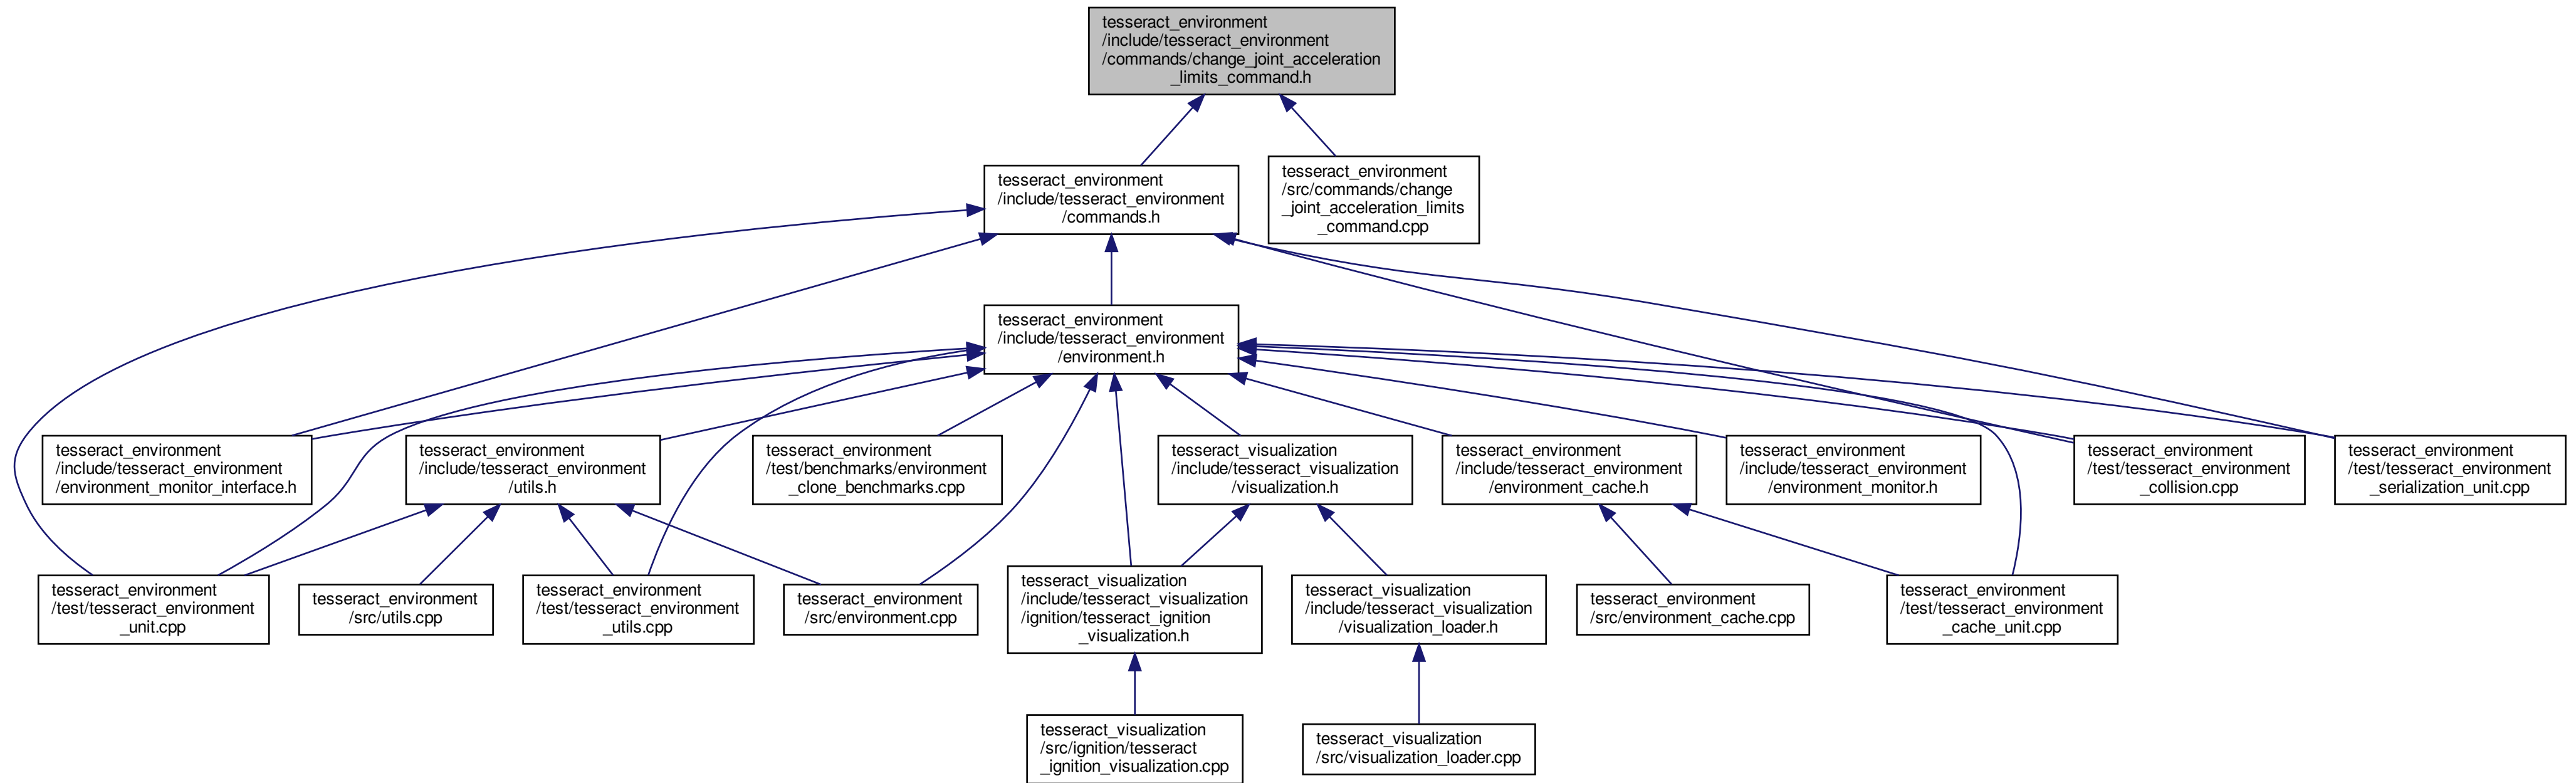 tesseract_environment
/include/tesseract_environment
/commands/change_joint_acceleration
_limits_command.h
tesseract_environment
/include/tesseract_environment
/commands.h
tesseract_environment
/src/commands/change
_joint_acceleration_limits
_command.cpp
tesseract_environment
/include/tesseract_environment
/environment.h
tesseract_environment
/include/tesseract_environment
/environment_monitor_interface.h
tesseract_environment
/include/tesseract_environment
/utils.h
tesseract_environment
/test/benchmarks/environment
_clone_benchmarks.cpp
tesseract_visualization
/include/tesseract_visualization
/visualization.h
tesseract_environment
/include/tesseract_environment
/environment_cache.h
tesseract_environment
/include/tesseract_environment
/environment_monitor.h
tesseract_environment
/test/tesseract_environment
_collision.cpp
tesseract_environment
/test/tesseract_environment
_serialization_unit.cpp
tesseract_environment
/test/tesseract_environment
_unit.cpp
tesseract_environment
/src/utils.cpp
tesseract_environment
/test/tesseract_environment
_utils.cpp
tesseract_environment
/src/environment.cpp
tesseract_visualization
/include/tesseract_visualization
/ignition/tesseract_ignition
_visualization.h
tesseract_visualization
/include/tesseract_visualization
/visualization_loader.h
tesseract_environment
/src/environment_cache.cpp
tesseract_environment
/test/tesseract_environment
_cache_unit.cpp
tesseract_visualization
/src/ignition/tesseract
_ignition_visualization.cpp
tesseract_visualization
/src/visualization_loader.cpp